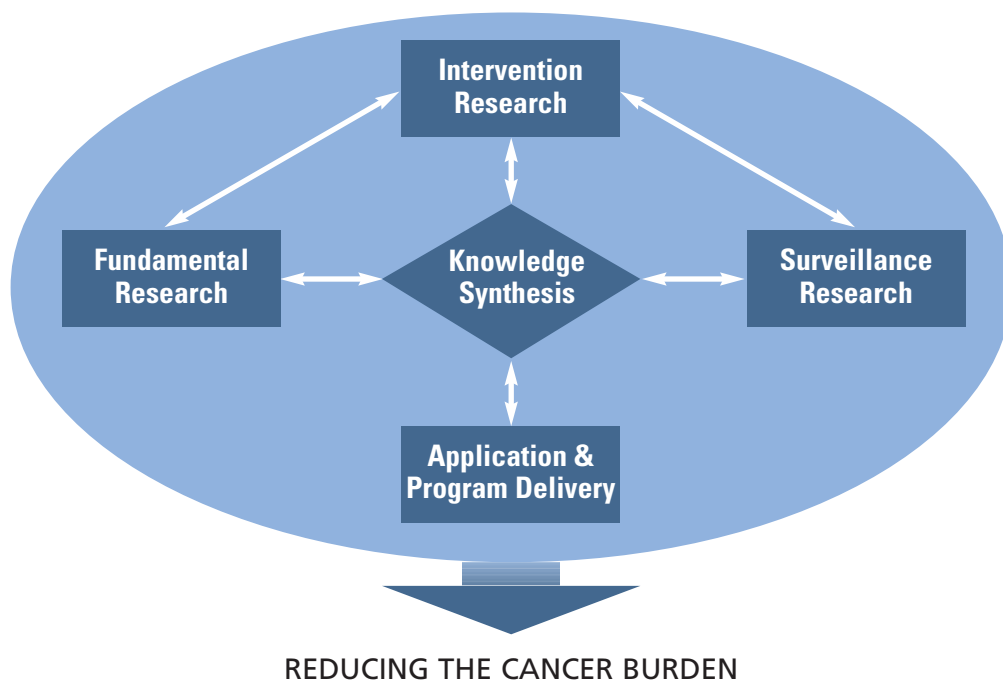 Intervention
Research
Fundamental
Research
Knowledge
Synthesis
Surveillance
Research
Application &
Program Delivery
REDUCING THE CANCER BURDEN